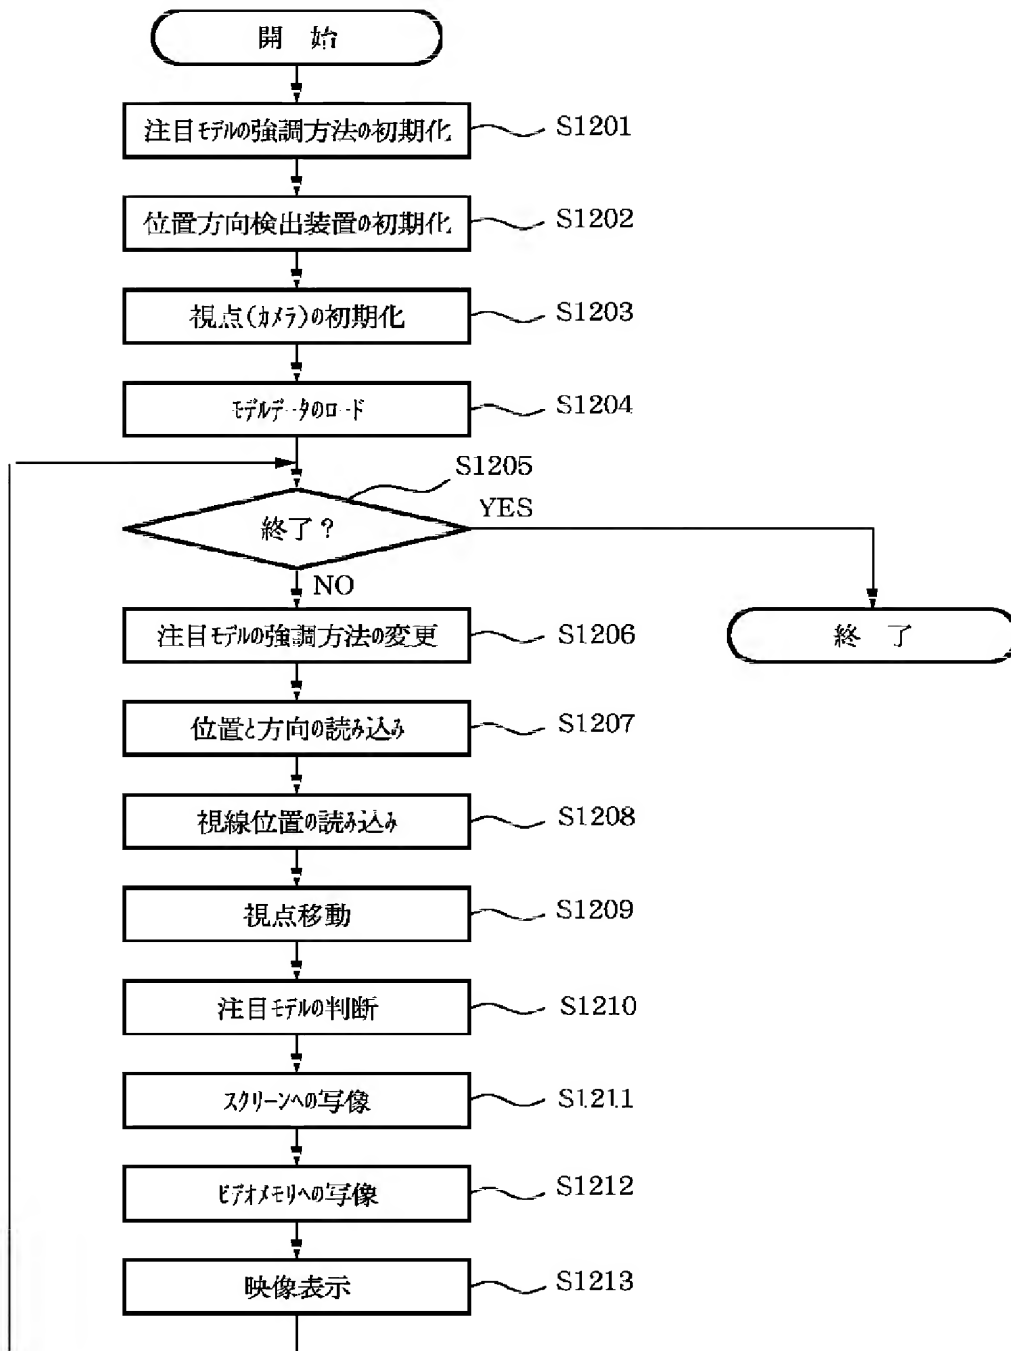 開始
注目モデルの強調方法の初期化
S1201
位置方向検出装置の初期化
S1202
視点(カメラ)の初期化
S1203
モデルデータのロード
S1204
S1205
終了?
YES
NO
注目モデルの強調方法の変更
S1206
終了
位置と方向の読み込み
S1207
視線位置の読み込み
S1208
視点移動
S1209
注目モデルの判断
S1210
スクリーンへの写像
S1211
ビデオメモリへの写像
S1212
映像表示
S1213